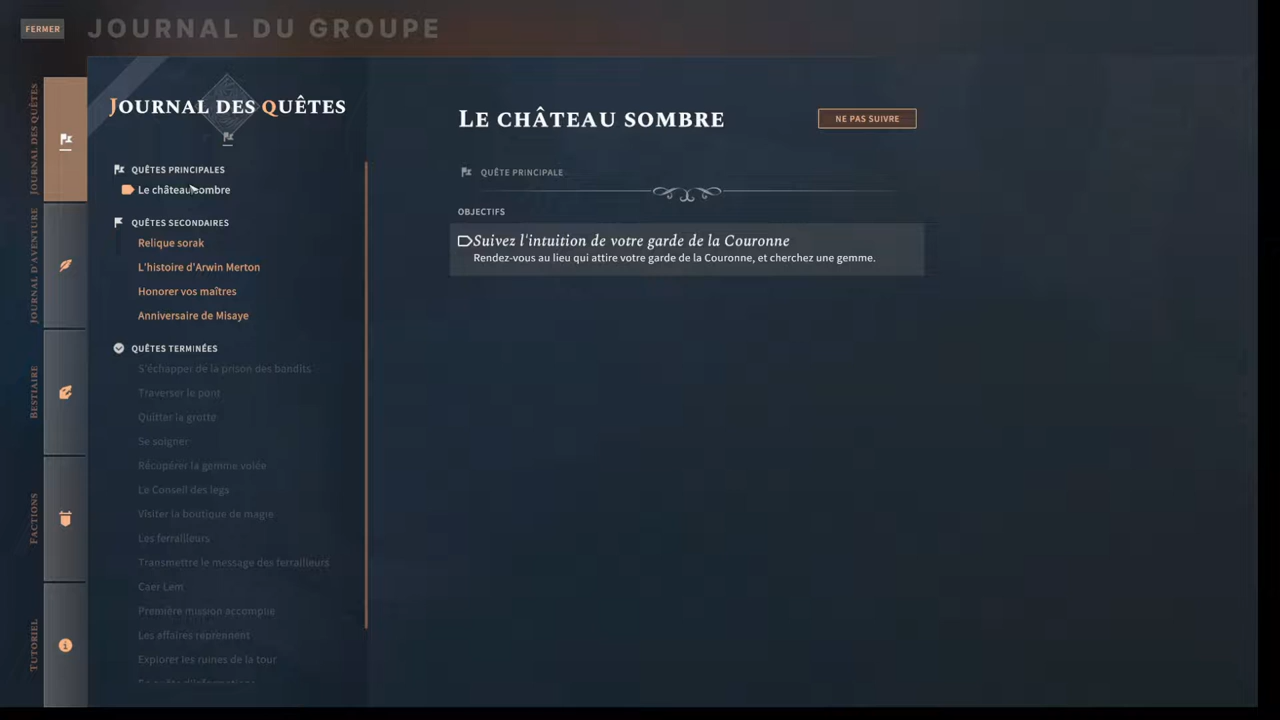 FERMER
JOURNAL DU GROUPE
JOURNAL DES QUÊTES
JOURNAL D'AVENTURE
BESTIAIRE
FACTIONS
TUTORIEL
JOURNAL DES QUÊTES
QUÊTES PRINCIPALES
Le château sombre
QUÊTES SECONDAIRES
Relique sorak
L'histoire d'Arwin Merton
Honorer vos maîtres
Anniversaire de Misaye
QUÊTES TERMINÉES
S'échapper de la prison des bandits
Traverser le pont
Quitter la grotte
Se soigner
Récupérer la gemme volée
Le Conseil des legs
Visiter la boutique de magie
Les ferrailleurs
Transmettre le message des ferrailleurs
Caer Lem
Première mission accomplie
Les affaires reprennent
Explorer les ruines de la tour
LE CHÂTEAU SOMBRE
NE PAS SUIVRE
QUÊTE PRINCIPALE
OBJECTIFS
Suivez l'intuition de votre garde de la Couronne
Rendez-vous au lieu qui attire votre garde de la Couronne, et cherchez une gemme.